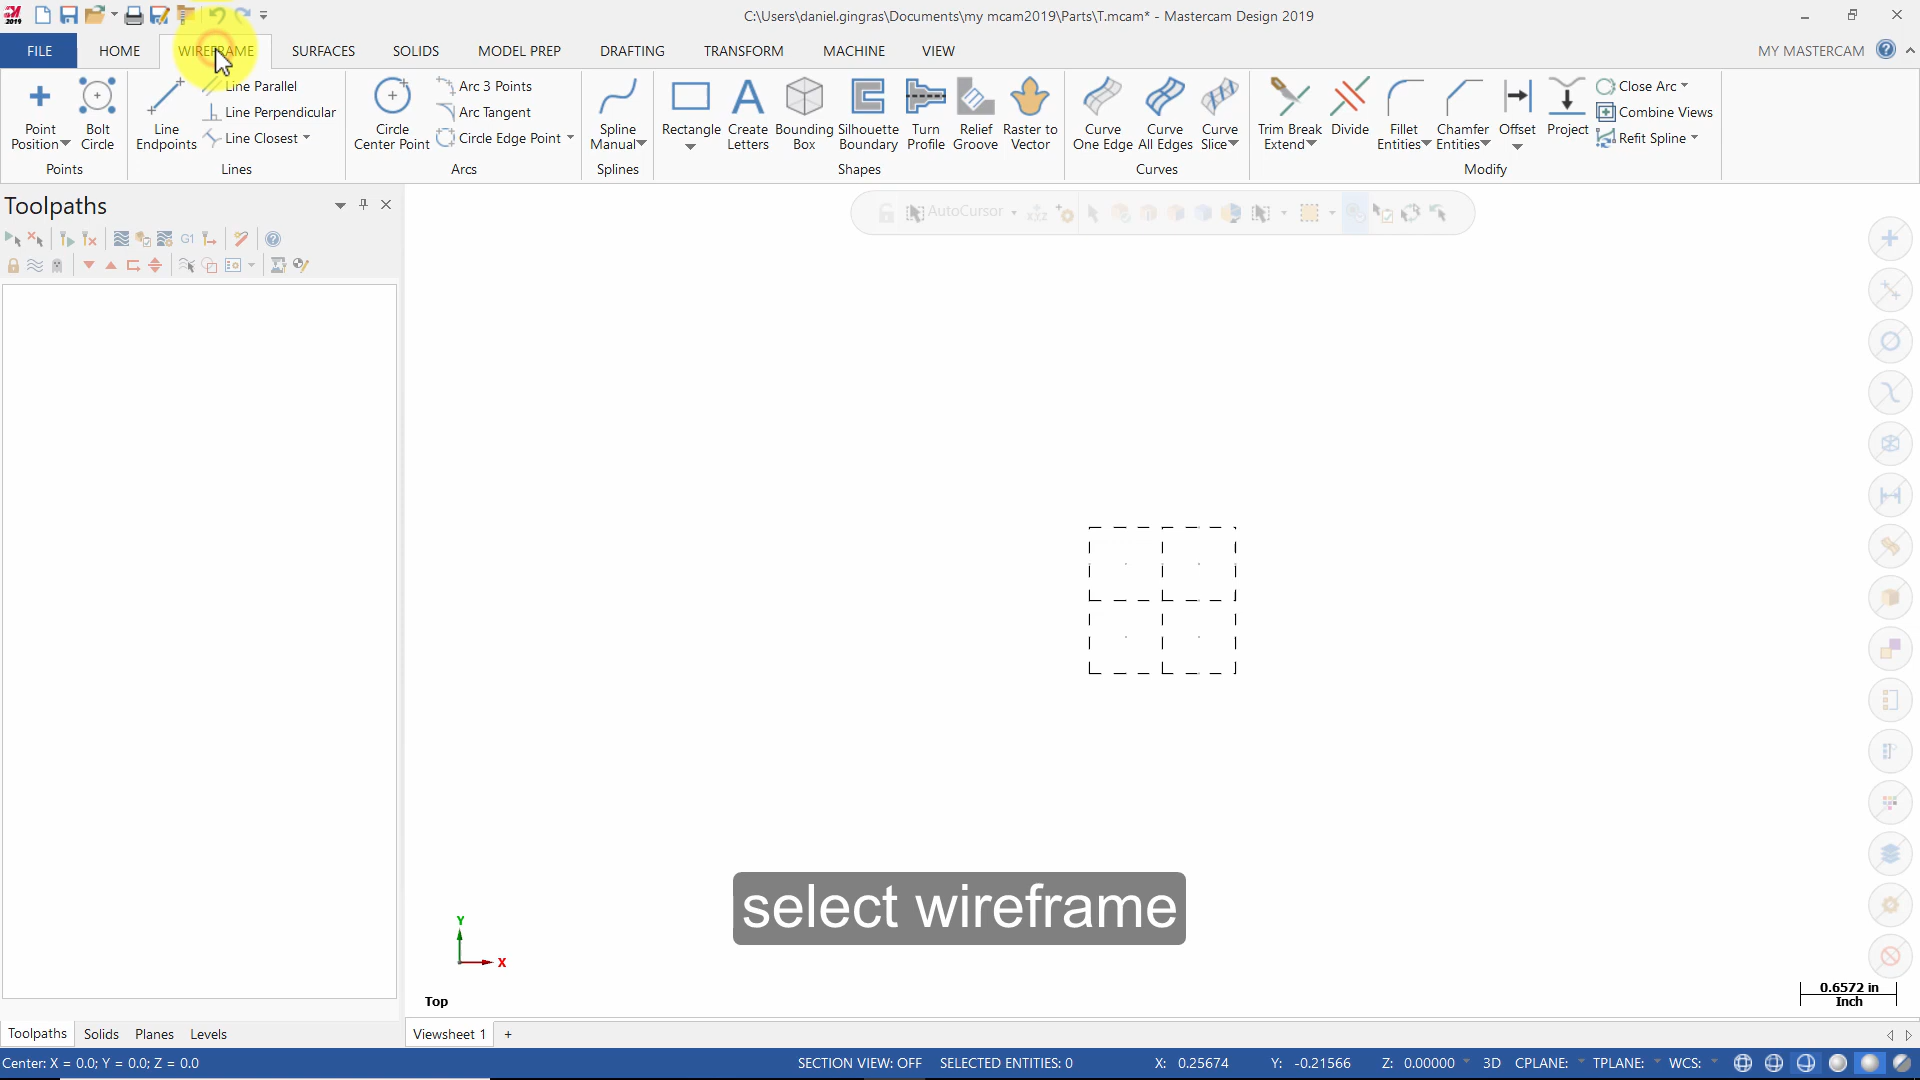 2019
C:\Users\daniel.gingras\Documents\my mcam2019\Parts\T.mcam* - Mastercam Design 2019
FILE HOME WIREFRAME SURFACES SOLIDS MODEL PREP DRAFTING TRANSFORM MACHINE VIEW MY MASTERCAM
Point Position
Bolt Circle
Points
Line Endpoints
Line Parallel
Line Perpendicular
Line Closest
Lines
Circle Center Point
Arc 3 Points
Arc Tangent
Circle Edge Point
Arcs
Spline Manual
Splines
Rectangle
Create Letters
Bounding Box
Silhouette Boundary
Turn Profile
Relief Groove
Raster to Vector
Shapes
Curve One Edge
Curve All Edges
Curve Slice
Curves
Trim Break Extend
Divide
Fillet Entities
Chamfer Entities
Offset
Project
Close Arc
Combine Views
Refit Spline
Modify
Toolpaths
G1
AutoCursor
select wireframe
Y
X
Top
0.6572 in
Inch
Toolpaths Solids Planes Levels
Viewsheet 1 +
Center: X = 0.0; Y = 0.0; Z = 0.0
SECTION VIEW: OFF SELECTED ENTITIES: 0 X: 0.25674 Y: -0.21566 Z: 0.00000 3D CPLANE: TPLANE: WCS: